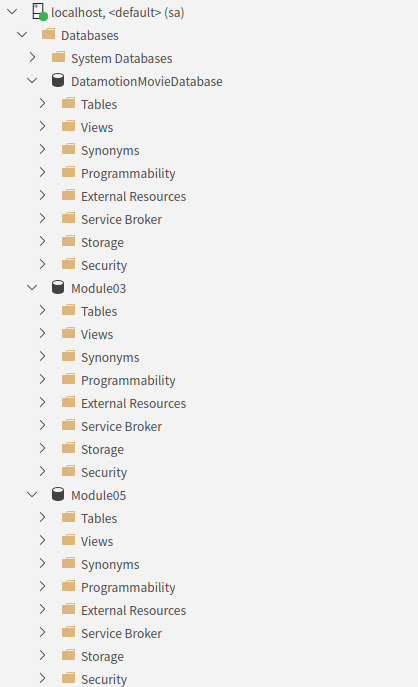 localhost, <default> (sa)
Databases
System Databases
DatamotionMovieDatabase
Tables
Views
Synonyms
Programmability
External Resources
Service Broker
Storage
Security
Module03
Tables
Views
Synonyms
Programmability
External Resources
Service Broker
Storage
Security
Module05
Tables
Views
Synonyms
Programmability
External Resources
Service Broker
Storage
Security